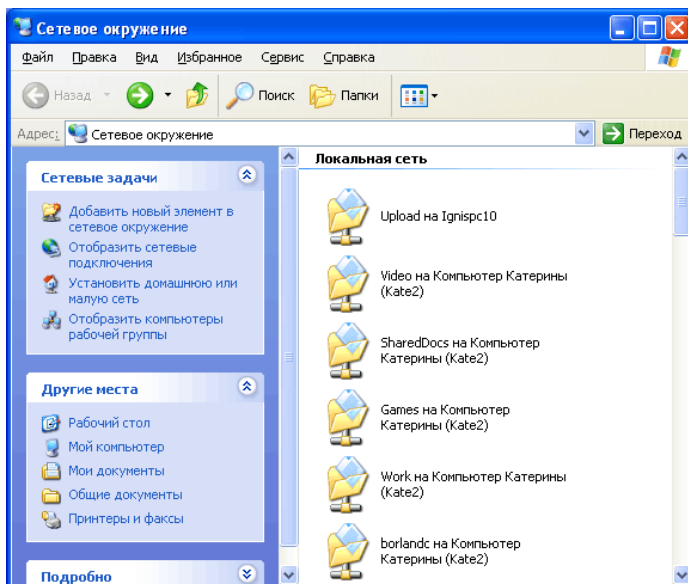 Сетевое окружение
Файл Правка Вид Избранное Сервис Справка
Назад Поиск Папки
Адрес: Сетевое окружение Переход
Сетевые задачи
Добавить новый элемент в
сетевое окружение
Отобразить сетевые
подключения
Установить домашнюю или
малую сеть
Отобразить компьютеры
рабочей группы
Другие места
Рабочий стол
Мой компьютер
Мои документы
Общие документы
Принтеры и факсы
Подробно
Локальная сеть
Upload на Ignispc10
Video на Компьютер Катерины
(Kate2)
SharedDocs на Компьютер
Катерины (Kate2)
Games на Компьютер
Катерины (Kate2)
Work на Компьютер Катерины
(Kate2)
borlandc на Компьютер
Катерины (Kate2)